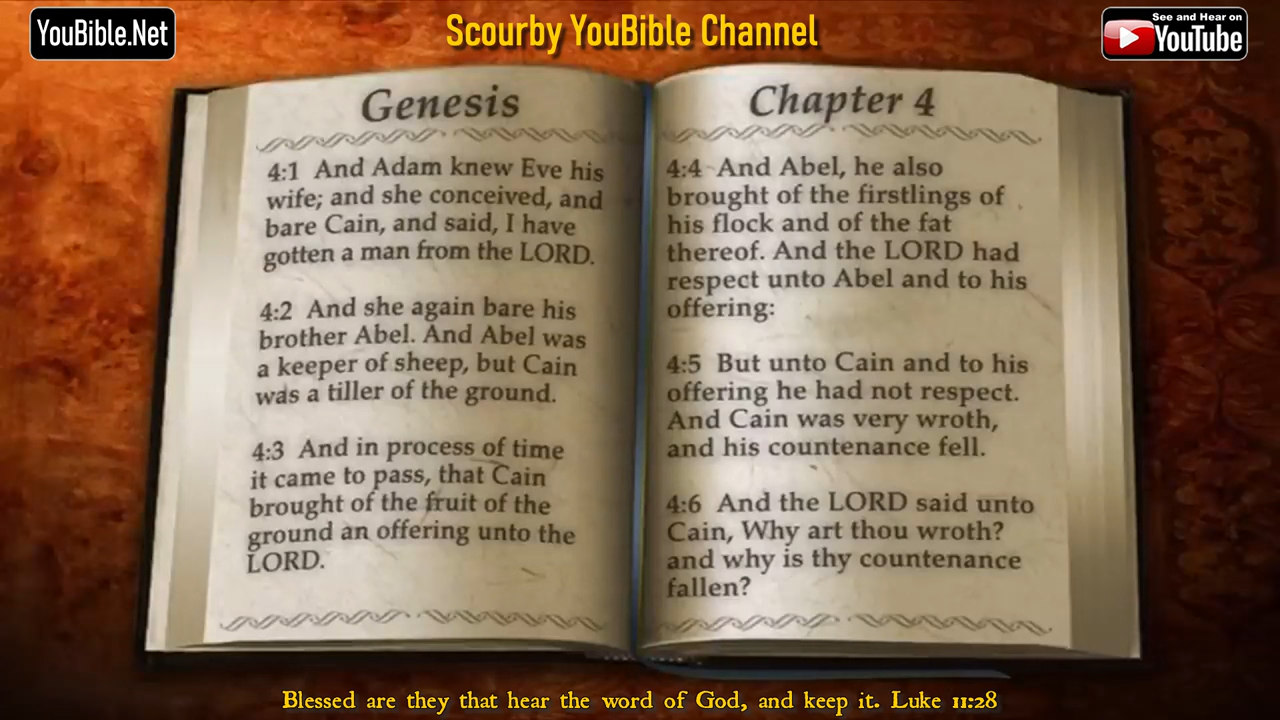 YouBible.Net
Scourby YouBible Channel
See and Hear on
YouTube
Genesis
4:1 And Adam knew Eve his
wife; and she conceived, and
bare Cain, and said, I have
gotten a man from the LORD.
4:2 And she again bare his
brother Abel. And Abel was
a keeper of sheep, but Cain
was a tiller of the ground.
4:3 And in process of time
it came to pass, that Cain
brought of the fruit of the
ground an offering unto the
LORD.
Chapter 4
4:4 And Abel, he also
brought of the firstlings of
his flock and of the fat
thereof. And the LORD had
respect unto Abel and to his
offering:
4:5 But unto Cain and to his
offering he had not respect.
And Cain was very wroth,
and his countenance fell.
4:6 And the LORD said unto
Cain, Why art thou wroth?
and why is thy countenance
fallen?
Blessed are they that hear the word of God, and keep it. Luke 11:28